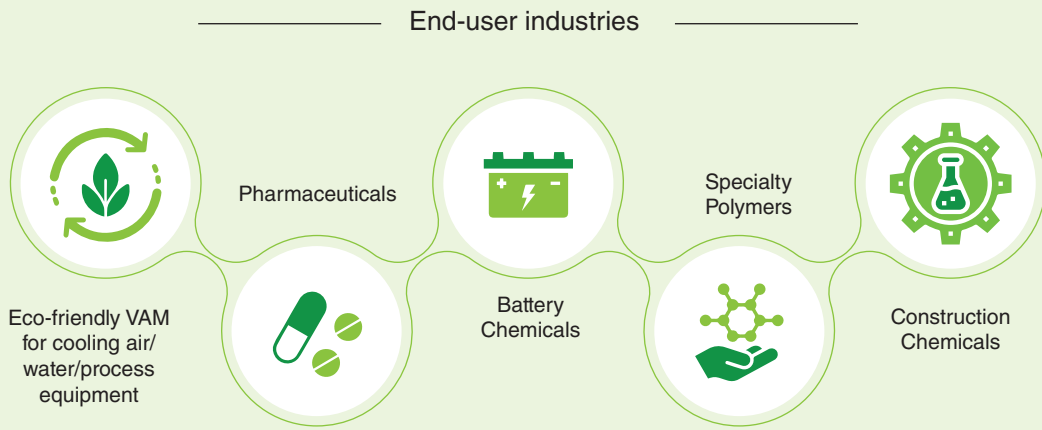 End-user industries
Eco-friendly VAM
for cooling air/
water/process
equipment
Pharmaceuticals
Battery
Chemicals
Specialty
Polymers
Construction
Chemicals